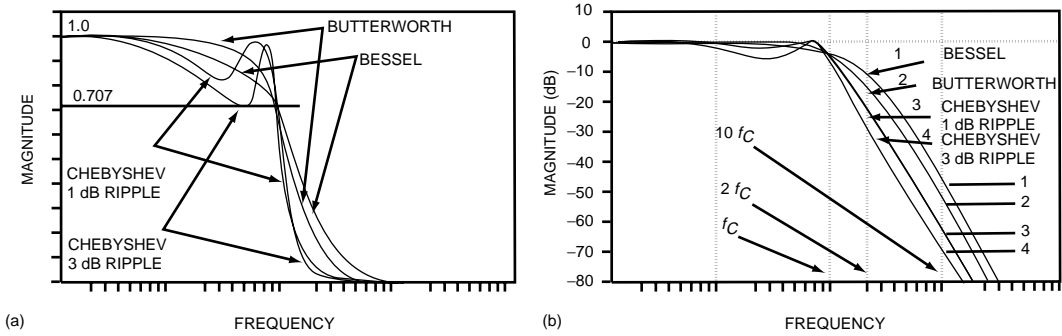 1.0
BUTTERWORTH
BESSEL
0.707
MAGNITUDE
CHEBYSHEV
1 dB RIPPLE
CHEBYSHEV
3 dB RIPPLE
(a)
FREQUENCY
10
0
–10
–20
–30
–40
–50
–60
–70
–80
MAGNITUDE (dB)
1 BESSEL
2 BUTTERWORTH
3 CHEBYSHEV
1 dB RIPPLE
4 CHEBYSHEV
3 dB RIPPLE
10 fC
2 fC
fC
1
2
3
4
(b)
FREQUENCY